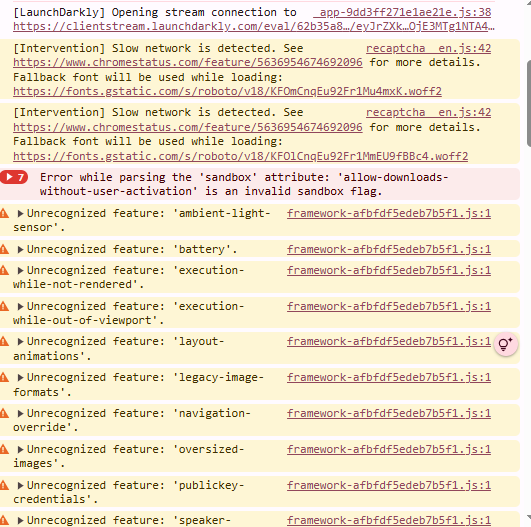 [LaunchDarkly] Opening stream connection to _app-9dd3ff271e1ae21e.js:38
https://clientstream.launchdarkly.com/eval/62b35a8…/eyJrZXk…OjE3MTg1NTA4…
[Intervention] Slow network is detected. See recaptcha__en.js:42
https://www.chromestatus.com/feature/5636954674692096 for more details.
Fallback font will be used while loading:
https://fonts.gstatic.com/s/roboto/v18/KFOmCnqEu92Fr1Mu4mxK.woff2
[Intervention] Slow network is detected. See recaptcha__en.js:42
https://www.chromestatus.com/feature/5636954674692096 for more details.
Fallback font will be used while loading:
https://fonts.gstatic.com/s/roboto/v18/KFOlCnqEu92Fr1MmEU9fBBc4.woff2
7 Error while parsing the 'sandbox' attribute: 'allow-downloads-
without-user-activation' is an invalid sandbox flag.
Unrecognized feature: 'ambient-light- framework-afbfdf5edeb7b5f1.js:1
sensor'.
Unrecognized feature: 'battery'. framework-afbfdf5edeb7b5f1.js:1
Unrecognized feature: 'execution- framework-afbfdf5edeb7b5f1.js:1
while-not-rendered'.
Unrecognized feature: 'execution- framework-afbfdf5edeb7b5f1.js:1
while-out-of-viewport'.
Unrecognized feature: 'layout- framework-afbfdf5edeb7b5f1.js:1
animations'.
Unrecognized feature: 'legacy-image- framework-afbfdf5edeb7b5f1.js:1
formats'.
Unrecognized feature: 'navigation- framework-afbfdf5edeb7b5f1.js:1
override'.
Unrecognized feature: 'oversized- framework-afbfdf5edeb7b5f1.js:1
images'.
Unrecognized feature: 'publickey- framework-afbfdf5edeb7b5f1.js:1
credentials'.
Unrecognized feature: 'speaker- framework-afbfdf5edeb7b5f1.js:1